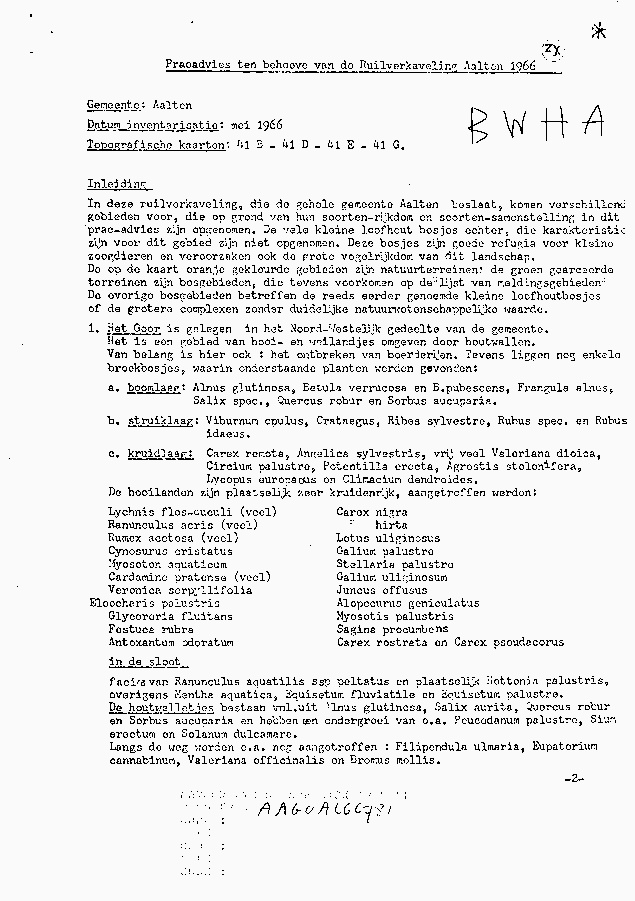 Praeadvies ten behoeve van de Ruilverkaveling Aalten 1966
BWHA
Gemeente: Aalten
Datum inventarisatie: mei 1966
Topografische kaarten: 41 B - 41 D - 41 E - 41 G.
Inleiding
In deze ruilverkaveling, die de gehele gemeente Aalten beslaat, komen verschillend
gebieden voor, die op grond van hun soorten-rijkdom en soorten-samenstelling in dit
prae-advies zijn opgenomen. De vele kleine loofhout bosjes echter, die karakteristic
zijn voor dit gebied zijn niet opgenomen. Deze bosjes zijn goede refugia voor kleine
zoogdieren en veroorzaken ook de grote vogelrijkdom van dit landschap.
De op de kaart oranje gekleurde gebieden zijn natuurterreinen: de groen gearceerde
terreinen zijn bosgebieden, die tevens voorkomen op de "lijst van meldingsgebieden"
De overige bosgebieden betreffen de reeds eerder genoemde kleine loofhoutbosjes
of de grotere complexen zonder duidelijke natuurwetenschappelijke waarde.
1. Het Goor is gelegen in het Noord-Westelijk gedeelte van de gemeente.
Het is een gebied van hooi- en weilandjes omgeven door houtwallen.
Van belang is hier ook : het ontbreken van boerderijen. Tevens liggen nog enkele
broekbosjes, waarin onderstaande planten werden gevonden:
a. boomlaag: Alnus glutinosa, Betula verrucosa en B.pubescens, Frangula alnus,
Salix spec., Quercus robur en Sorbus aucuparia.
b. struiklaag: Viburnum opulus, Crataegus, Ribes sylvestre, Rubus spec. en Rubus
idaeus.
c. kruidlaag: Carex remota, Angelica sylvestris, vrij veel Valeriana dioica,
Circium palustre, Potentilla erecta, Agrostis stolonifera,
Lycopus europaeus en Climacium dendroides.
De hooilanden zijn plaatselijk zeer kruidenrijk, aangetroffen werden:
Lychnis flos-cuculi (veel) Carex nigra
Ranunculus acris (veel) " hirta
Rumex acetosa (veel) Lotus uliginosus
Cynosurus cristatus Galium palustre
Myosoton aquaticum Stellaria palustre
Cardamine pratense (veel) Galium uliginosum
Veronica serpyllifolia Juncus effusus
Eleocharis palustris Alopecurus geniculatus
Glyceria fluitans Myosotis palustris
Festuca rubra Sagina procumbens
Antoxantum odoratum Carex rostrata en Carex pseudacorus
in de sloot
facies van Ranunculus aquatilis ssp peltatus en plaatselijk Hottonia palustris,
overigens Mentha aquatica, Equisetum fluviatile en Equisetum palustre.
De houtwalletjes bestaan uit Alnus glutinosa, Salix aurita, Quercus robur
en Sorbus aucuparia en hebben een ondergroei van o.a. Peucedanum palustre, Sium
erectum en Solanum dulcamare.
Langs de weg worden o.a. nog aangetroffen : Filipendula ulmaria, Eupatorium
cannabinum, Valeriana officinalis en Bromus mollis.
-2-